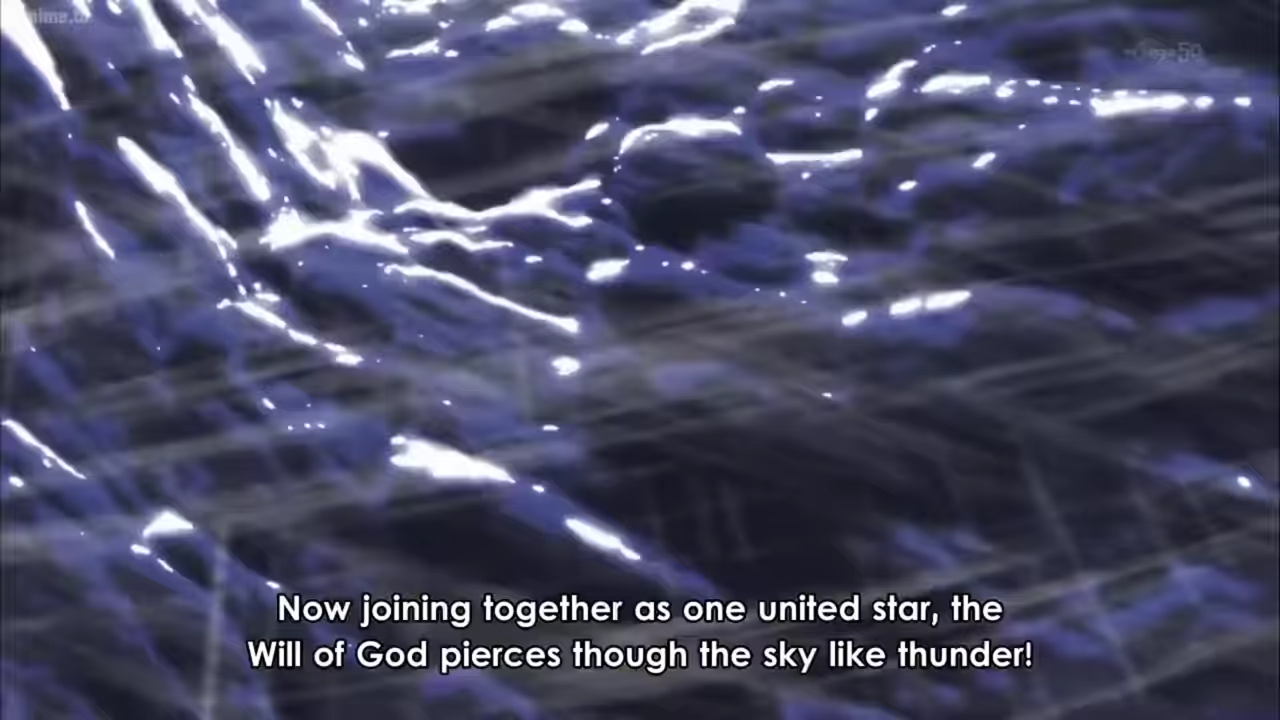 Now joining together as one united star, the
Will of God pierces though the sky like thunder!